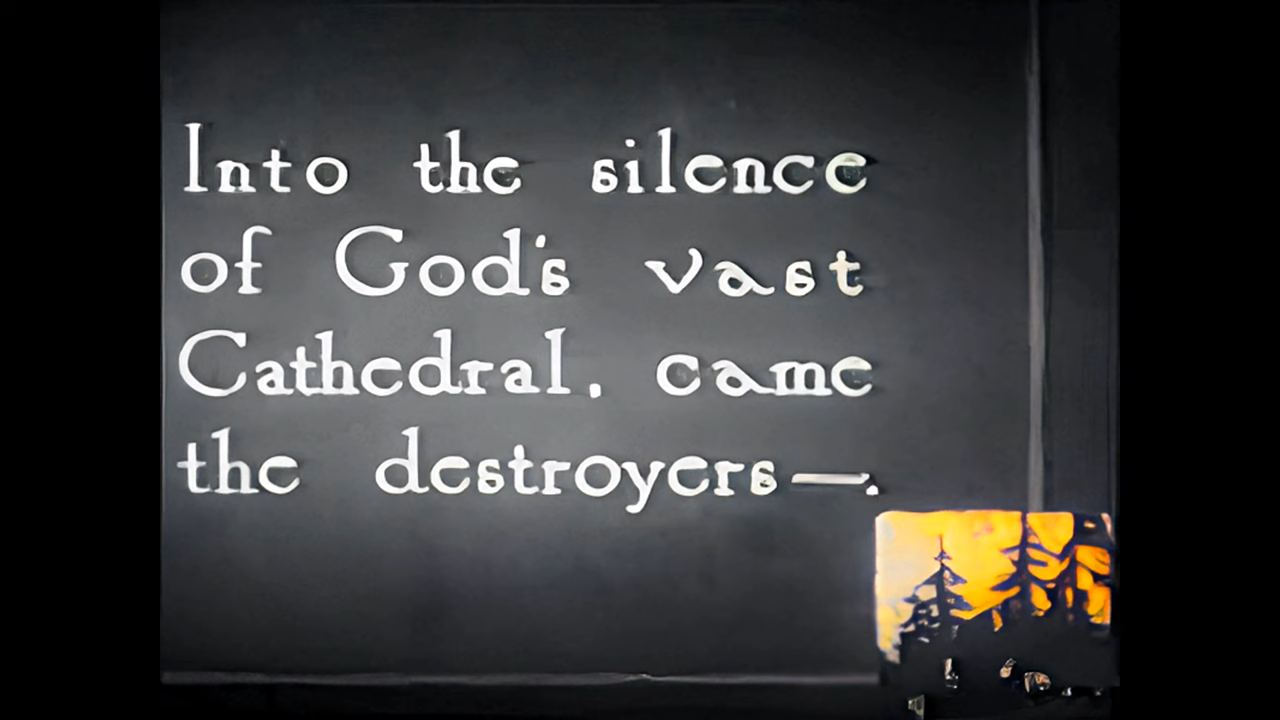 Into the silence
of God's vast
Cathedral, came
the destroyers—.